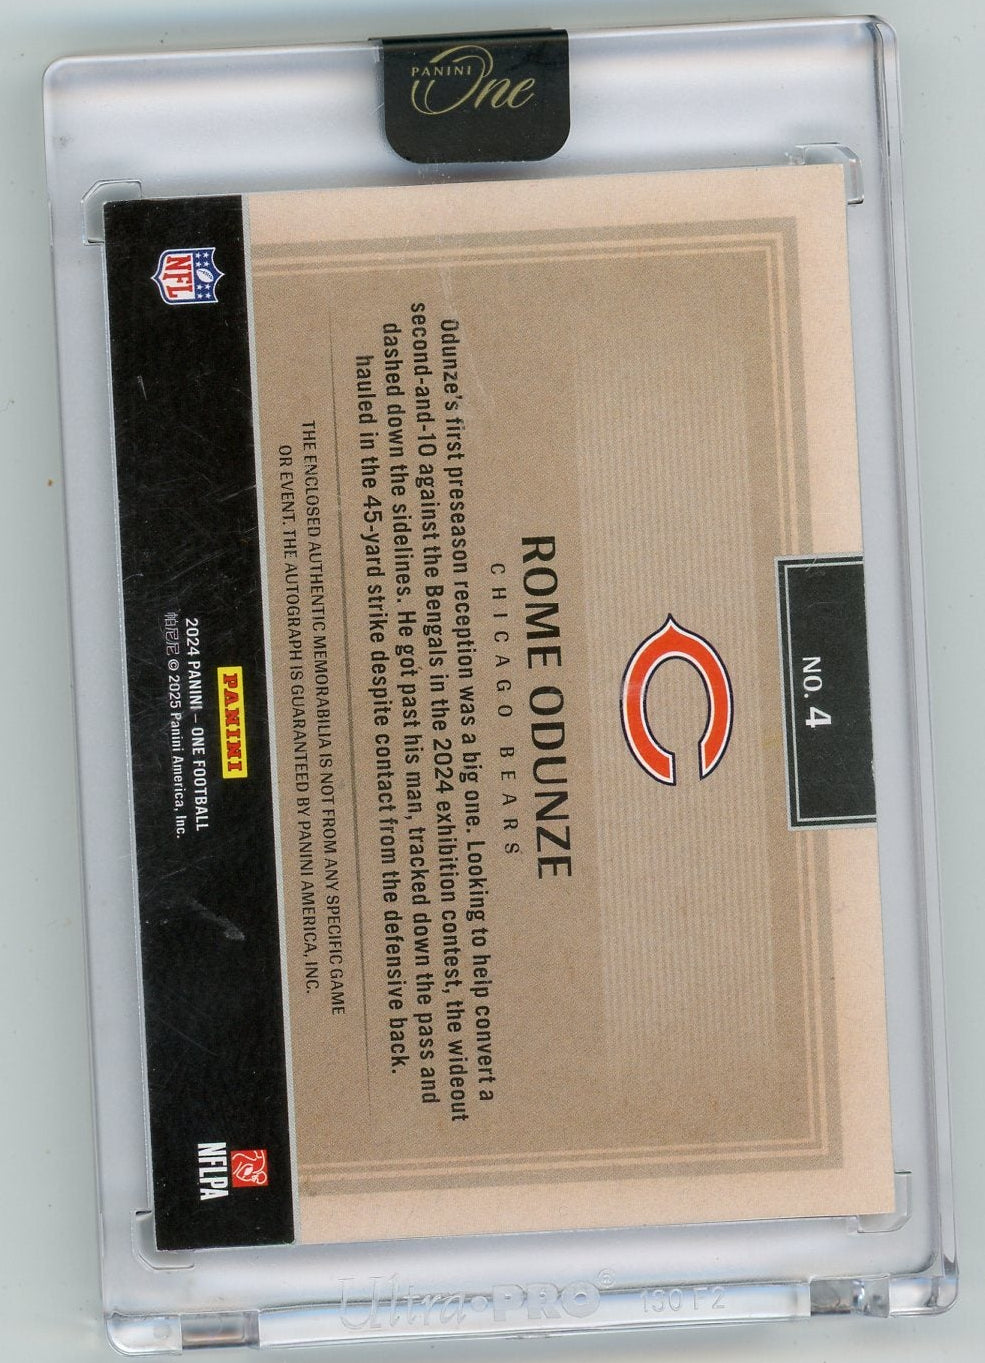 PANINI One
NO. 4
ROME ODUNZE
CHICAGO BEARS
Odunze's first preseason reception was a big one. Looking to help convert a
second-and-10 against the Bengals in the 2024 exhibition contest, the wideout
dashed down the sidelines. He got past his man, tracked down the pass and
hauled in the 45-yard strike despite contact from the defensive back.
THE ENCLOSED AUTHENTIC MEMORABILIA IS NOT FROM ANY SPECIFIC GAME
OR EVENT. THE AUTOGRAPH IS GUARANTEED BY PANINI AMERICA, INC.
NFL
PANINI
2024 PANINI – ONE FOOTBALL
帕尼尼 © 2025 Panini America, Inc.
NFLPA
Ultra•PRO® 130 F2